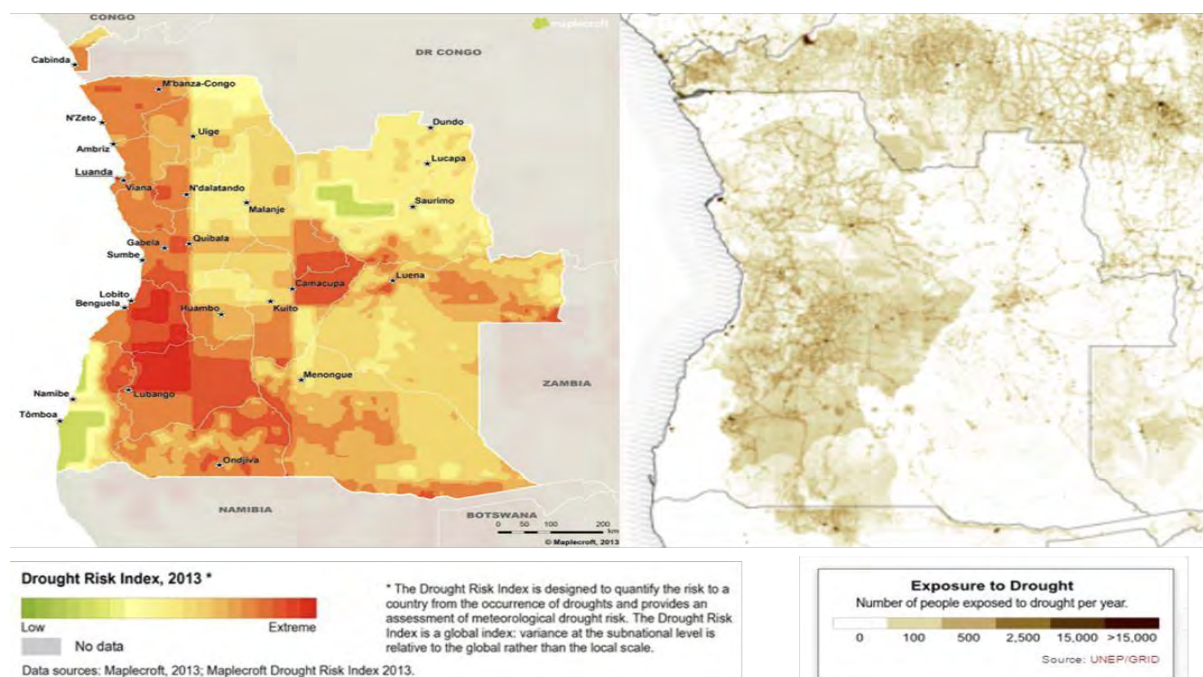 CONGO
maplecroft
DR CONGO
Cabinda
M'banza-Congo
N'Zeto
Uige
Dundo
Ambriz
Lucapa
Luanda
Viana
N'dalatando
Malanje
Saurimo
Gabela
Quibala
Sumbe
Camacupa
Luena
Lobito
Benguela
Huambo
Kuito
Menongue
ZAMBIA
Namibe
Lubango
Tômboa
Ondjiva
NAMIBIA
BOTSWANA
0 50 100 200
km
© Maplecroft, 2013
Drought Risk Index, 2013 *
Low Extreme
No data
Data sources: Maplecroft, 2013; Maplecroft Drought Risk Index 2013.
* The Drought Risk Index is designed to quantify the risk to a
country from the occurrence of droughts and provides an
assessment of meteorological drought risk. The Drought Risk
Index is a global index: variance at the subnational level is
relative to the global rather than the local scale.
Exposure to Drought
Number of people exposed to drought per year.
0 100 500 2,500 15,000 >15,000
Source: UNEP/GRID